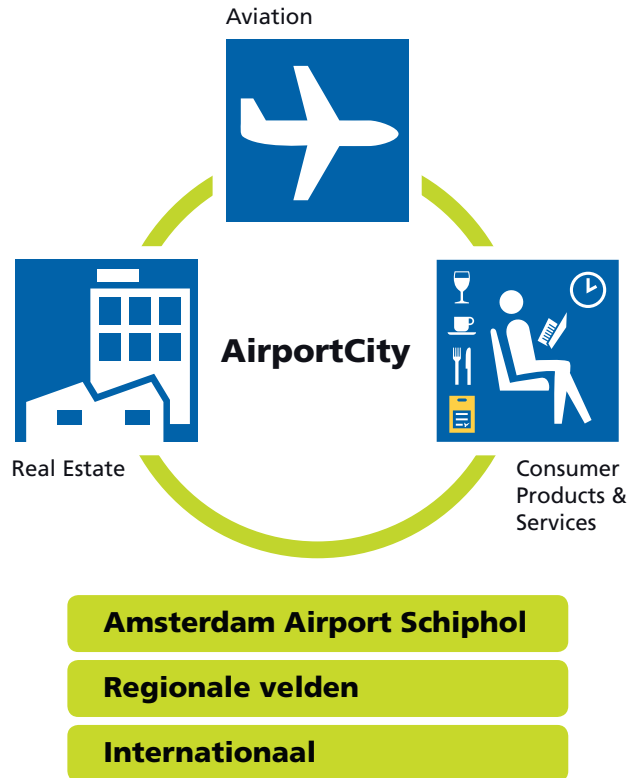 Aviation
AirportCity
Real Estate
Consumer
Products &
Services
Amsterdam Airport Schiphol
Regionale velden
Internationaal